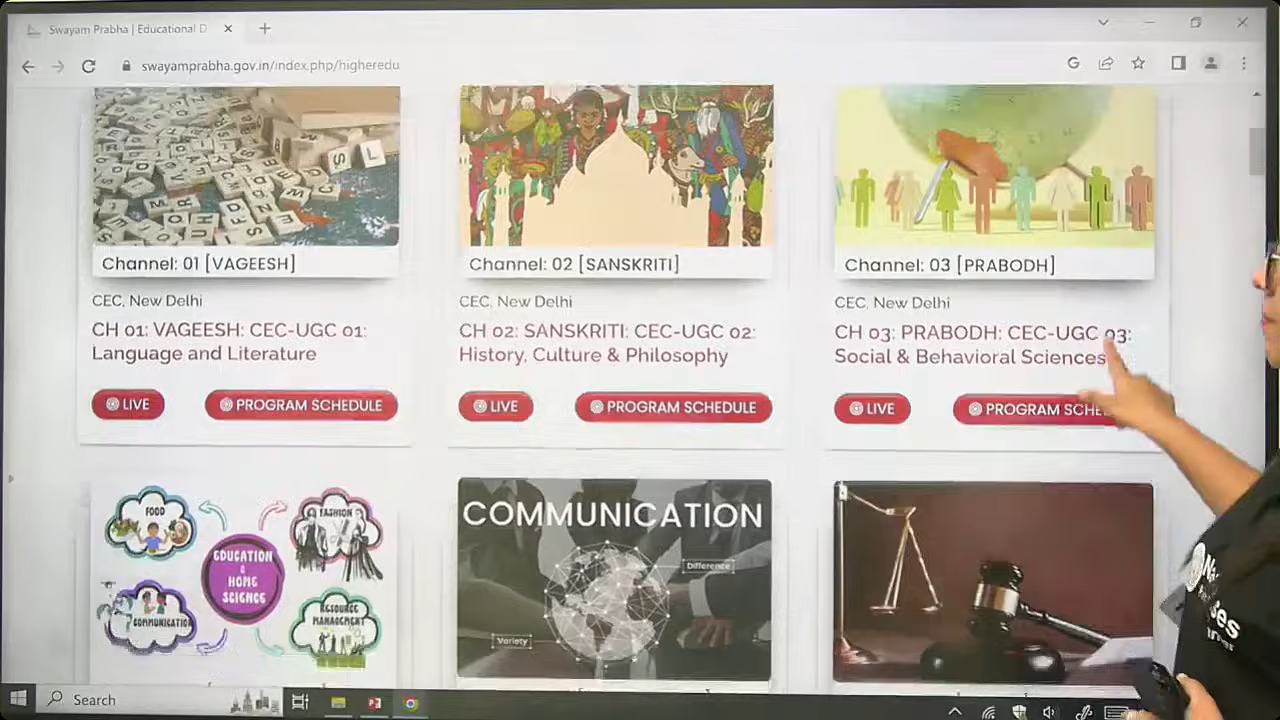 Swayam Prabha | Educational D
swayamprabha.gov.in/index.php/higheredu
Channel: 01 [VAGEESH]
CEC, New Delhi
CH 01: VAGEESH: CEC-UGC 01:
Language and Literature
LIVE
PROGRAM SCHEDULE
Channel: 02 [SANSKRITI]
CEC, New Delhi
CH 02: SANSKRITI: CEC-UGC 02:
History, Culture & Philosophy
LIVE
PROGRAM SCHEDULE
Channel: 03 [PRABODH]
CEC, New Delhi
CH 03: PRABODH: CEC-UGC 03:
Social & Behavioral Sciences
LIVE
PROGRAM SCHE
FOOD
FASHION
EDUCATION
&
HOME
SCIENCE
COMMUNICATION
RESOURCE
MANAGEMENT
COMMUNICATION
Difference
Variety
Search